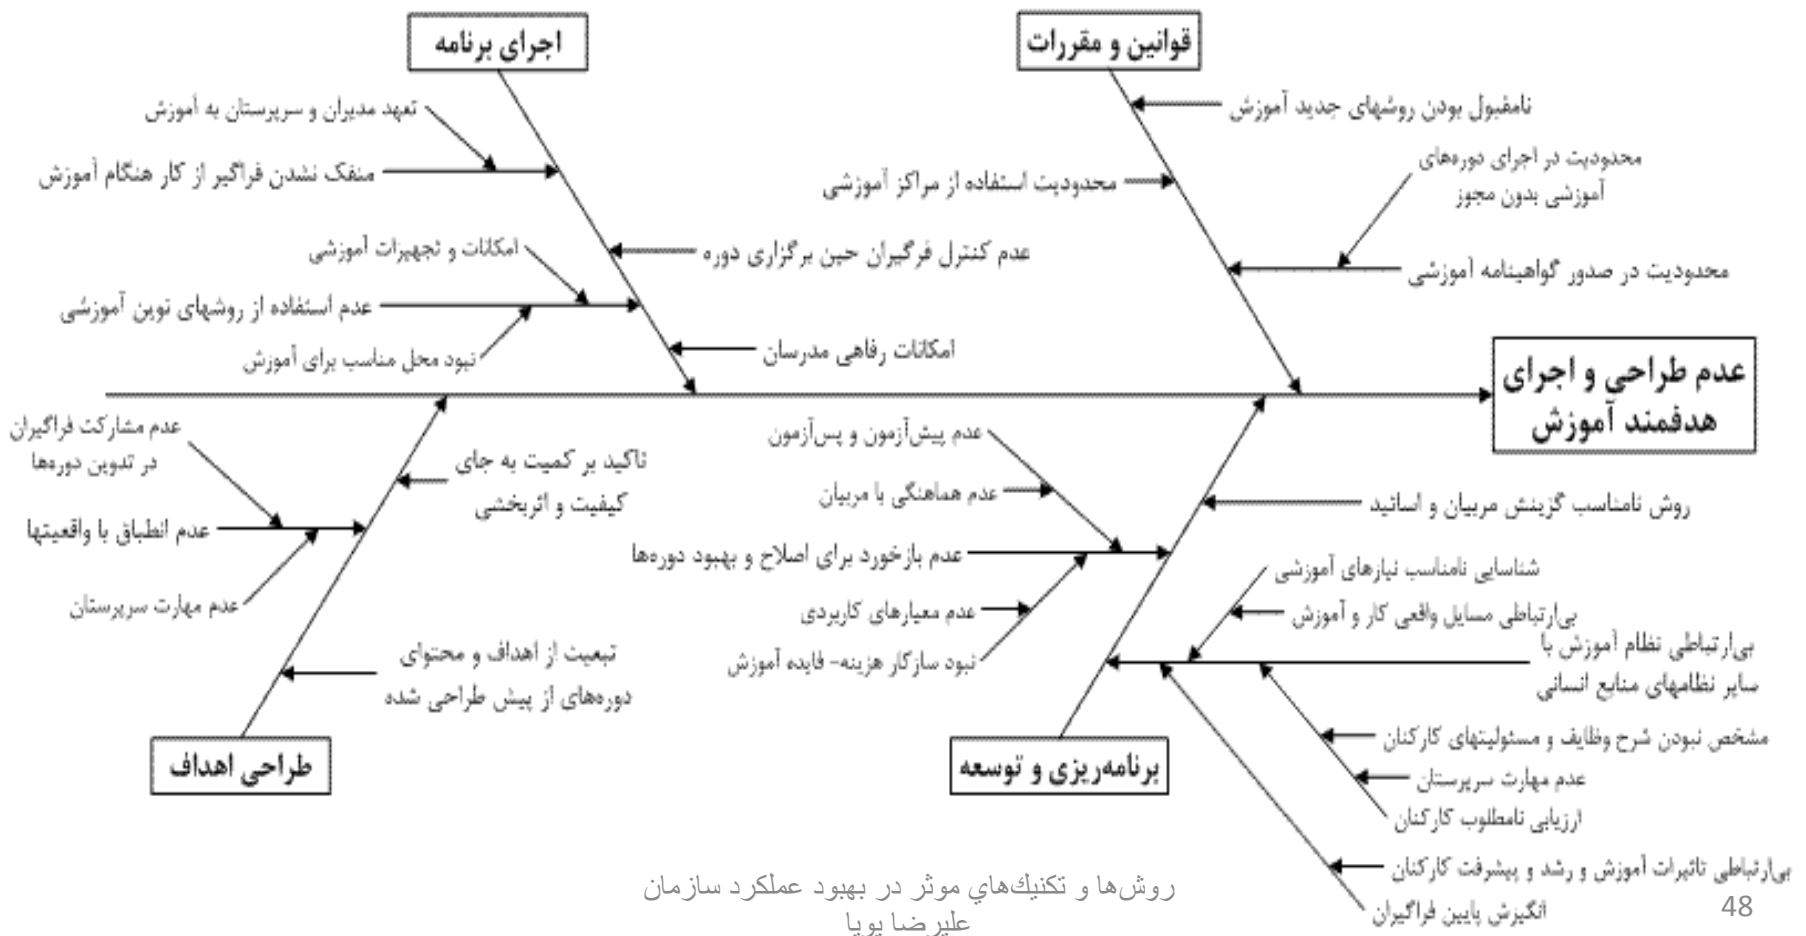 اجرای برنامه
قوانین و مقررات
تعهد مدیران و سرپرستان به آموزش
منفک نشدن فراگیر از کار هنگام آموزش
عدم کنترل فرگیران حین برگزاری دوره
امکانات و تجهیزات آموزشی
عدم استفاده از روشهای نوین آموزشی
نبود محل مناسب برای آموزش
امکانات رفاهی مدرسان
نامقبول بودن روشهای جدید آموزش
محدودیت استفاده از مراکز آموزشی
محدودیت در اجرای دوره‌های
آموزشی بدون مجوز
محدودیت در صدور گواهینامه آموزشی
عدم طراحی و اجرای
هدفمند آموزش
عدم مشارکت فراگیران
در تدوین دوره‌ها
عدم انطباق با واقعیتها
عدم مهارت سرپرستان
تاکید بر کمیت به جای
کیفیت و اثربخشی
تبعیت از اهداف و محتوای
دوره‌های از پیش طراحی شده
طراحی اهداف
عدم پیش‌آزمون و پس‌آزمون
عدم هماهنگی با مربیان
عدم بازخورد برای اصلاح و بهبود دوره‌ها
عدم معیارهای کاربردی
نبود سازگار هزینه- فایده آموزش
روش نامناسب گزینش مربیان و اساتید
شناسایی نامناسب نیازهای آموزشی
بی‌ارتباطی مسایل واقعی کار و آموزش
بی‌ارتباطی نظام آموزش با
سایر نظامهای منابع انسانی
مشخص نبودن شرح وظایف و مسئولیتهای کارکنان
عدم مهارت سرپرستان
ارزیابی نامطلوب کارکنان
بی‌ارتباطی تاثیرات آموزش و رشد و پیشرفت کارکنان
انگیزش پایین فراگیران
برنامه‌ریزی و توسعه
روش‌ها و تكنيك‌هاي موثر در بهبود عملكرد سازمان
عليرضا پويا
48